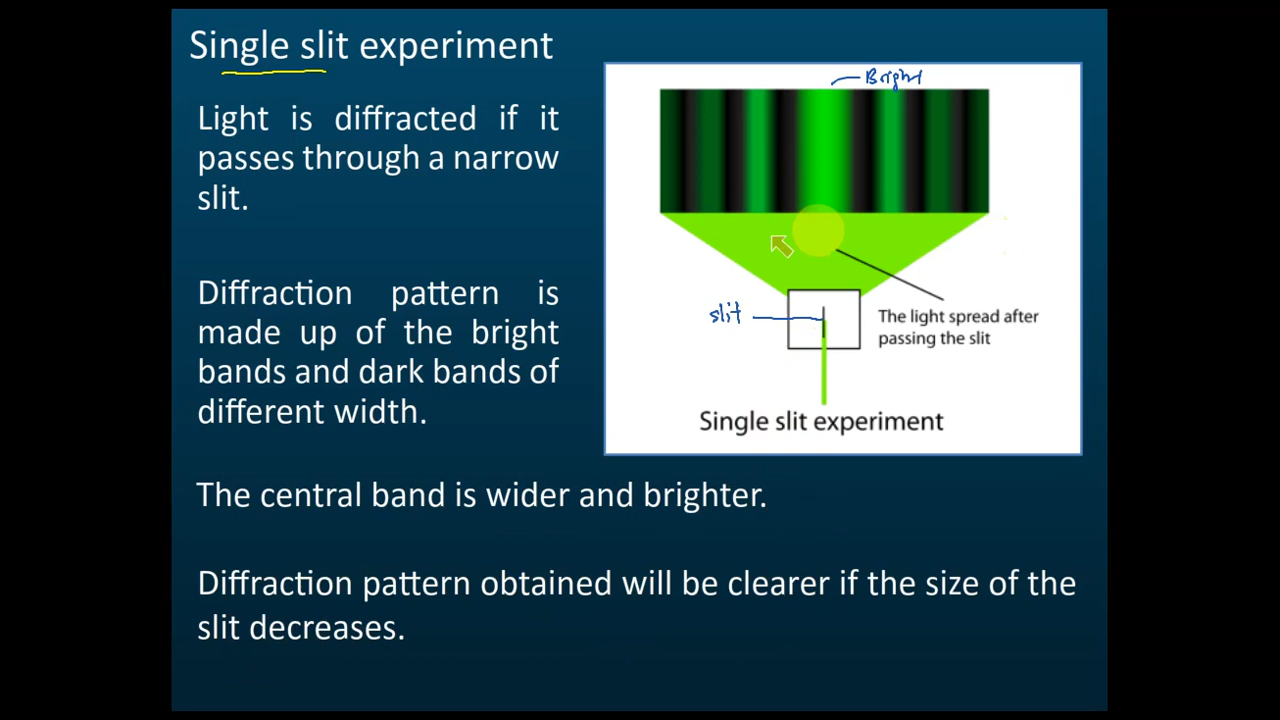 Single slit experiment
Light is diffracted if it
passes through a narrow
slit.
Diffraction pattern is
made up of the bright
bands and dark bands of
different width.
Bright
slit
The light spread after
passing the slit
Single slit experiment
The central band is wider and brighter.
Diffraction pattern obtained will be clearer if the size of the
slit decreases.